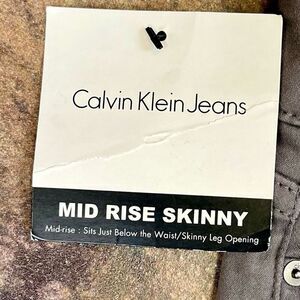 Calvin Klein Jeans
MID RISE SKINNY
Mid-rise : Sits Just Below the Waist/Skinny Leg Opening